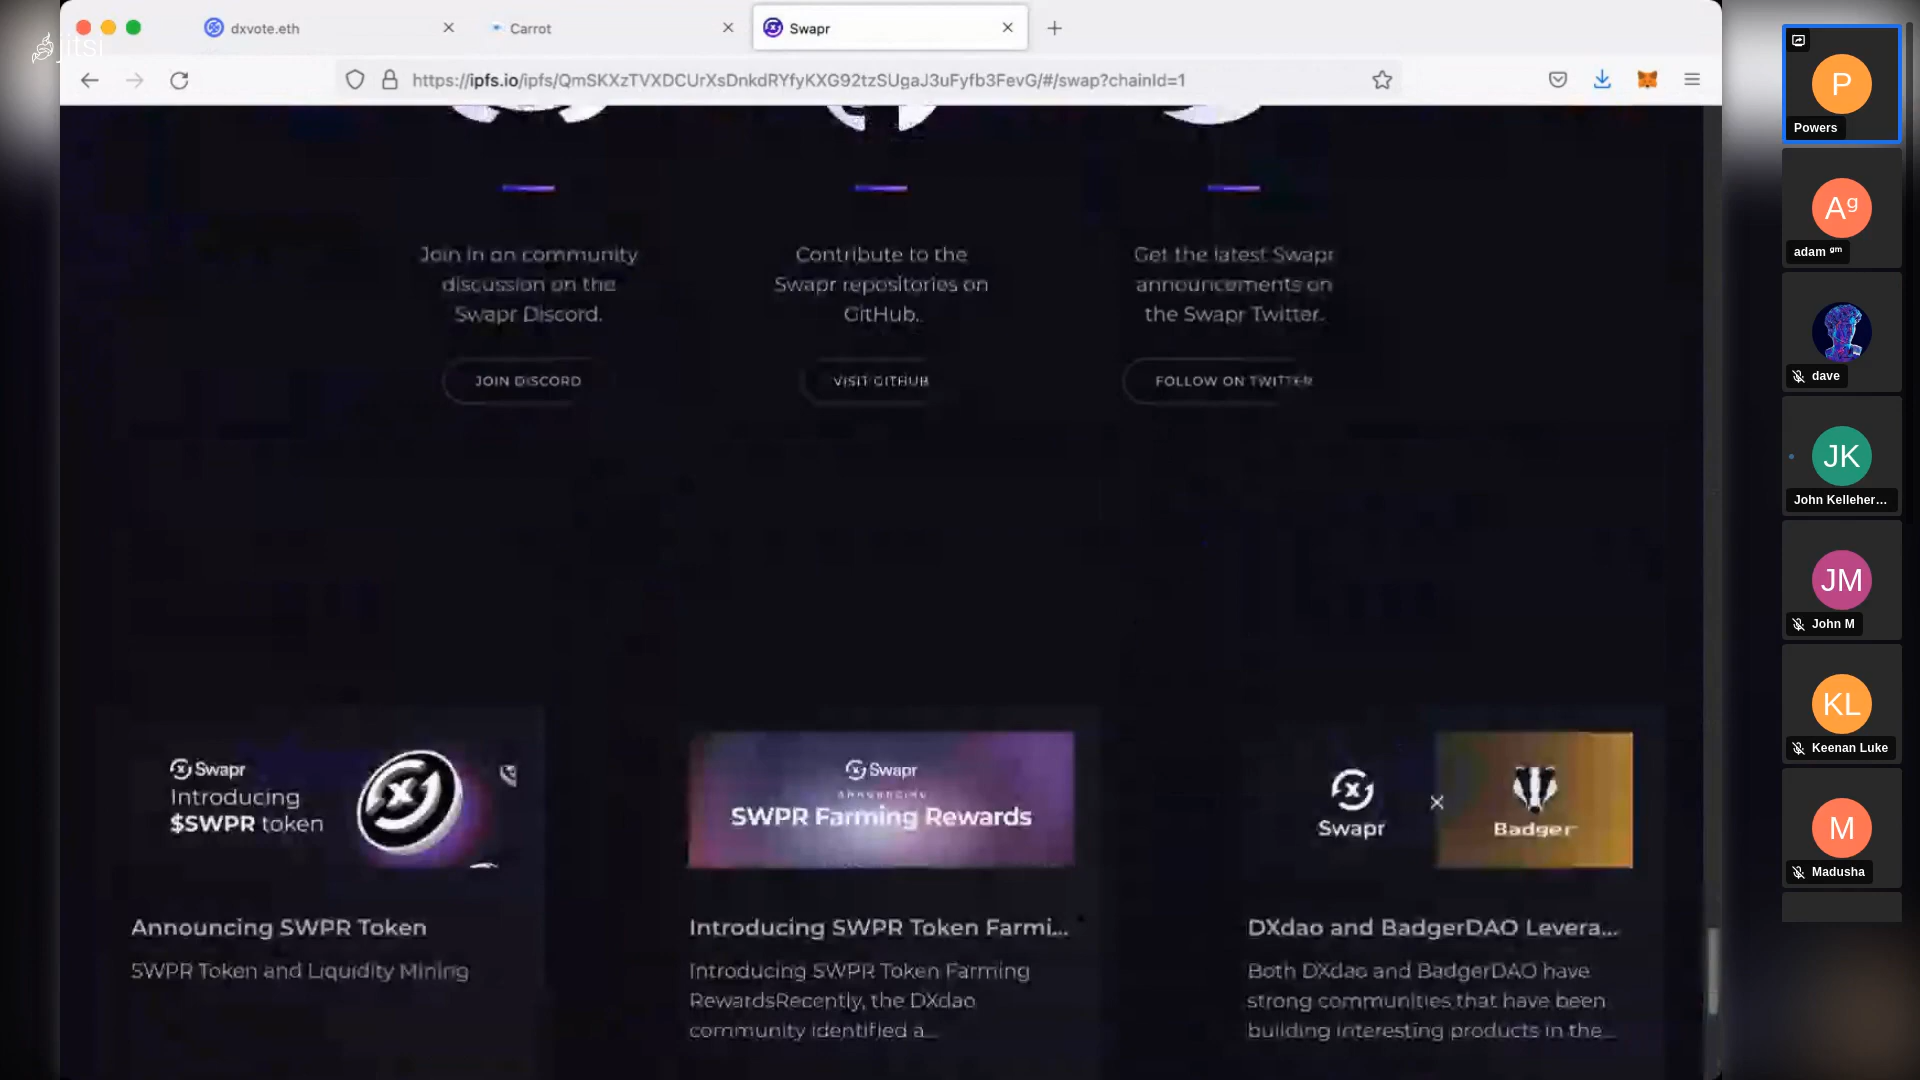 jitsi
dxvote.eth
Carrot
Swapr
https://ipfs.io/ipfs/QmSKXzTVXDCUrXsDnkdRYfyKXG92tzSUgaJ3uFyfb3FevG/#/swap?chainId=1
Join in on community
discussion on the
Swapr Discord.
JOIN DISCORD
Contribute to the
Swapr repositories on
GitHub.
VISIT GITHUB
Get the latest Swapr
announcements on
the Swapr Twitter.
FOLLOW ON TWITTER
Swapr
Introducing
$SWPR token
Announcing SWPR Token
SWPR Token and Liquidity Mining
Swapr
ANNOUNCING
SWPR Farming Rewards
Introducing SWPR Token Farmi...
Introducing SWPR Token Farming
RewardsRecently, the DXdao
community identified a...
Swapr
Badger
DXdao and BadgerDAO Levera...
Both DXdao and BadgerDAO have
strong communities that have been
building interesting products in the...
P
Powers
Ag
adam gm
dave
JK
John Kelleher...
JM
John M
KL
Keenan Luke
M
Madusha